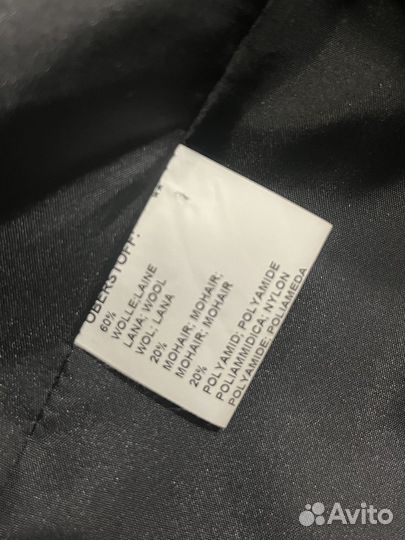 OBERSTOFF:
60%
WOLLE;LAINE
LANA; WOOL
WOL; LANA
20%
MOHAIR; MOHAIR;
MOHAIR; MOHAIR
20%
POLYAMID; POLYAMIDE
POLIAMMIDICA; NYLON
POLYAMIDE; POLIAMEDA
Avito